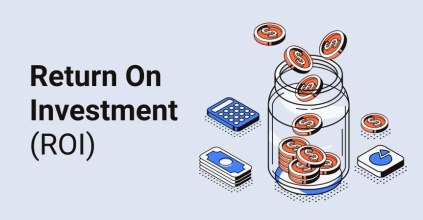 Return On
Investment
(ROI)